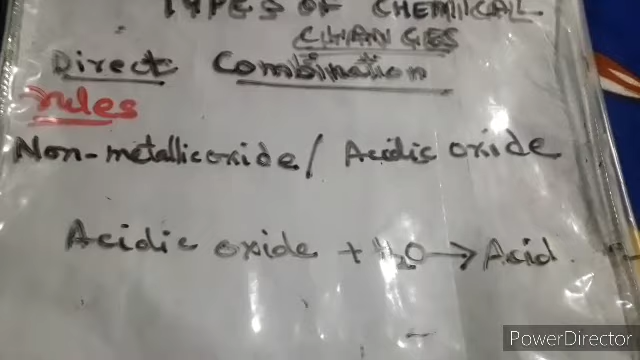 TYPES OF CHEMICAL
CHANGES
Direct Combination
rules
Non-metallic oxide/ Acidic oxide
Acidic oxide + H2O → Acid.
PowerDirector